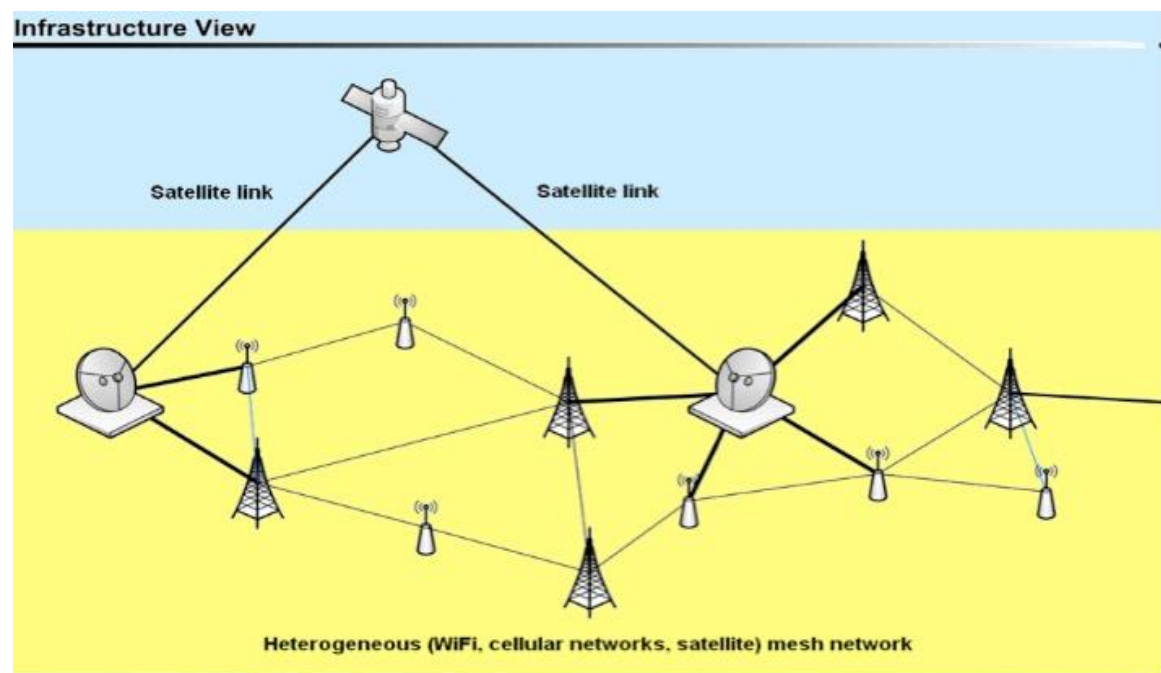 Infrastructure View
Satellite link
Satellite link
Heterogeneous (WiFi, cellular networks, satellite) mesh network